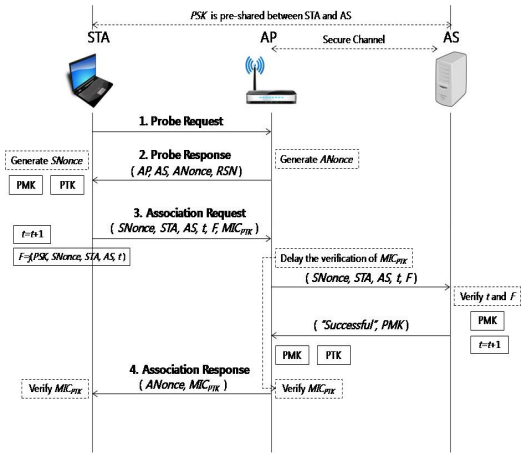 PSK is pre-shared between STA and AS
STA
AP
AS
Secure Channel
1. Probe Request
Generate SNonce
2. Probe Response
( AP, AS, ANonce, RSN )
Generate ANonce
PMK
PTK
3. Association Request
( SNonce, STA, AS, t, F, MICPTK )
t=t+1
F=f(PSK, SNonce, STA, AS, t )
Delay the verification of MICPTK
( SNonce, STA, AS, t, F )
Verify t and F
( "Successful", PMK )
PMK
t=t+1
PMK
PTK
4. Association Response
( ANonce, MICPTK )
Verify MICPTK
Verify MICPTK